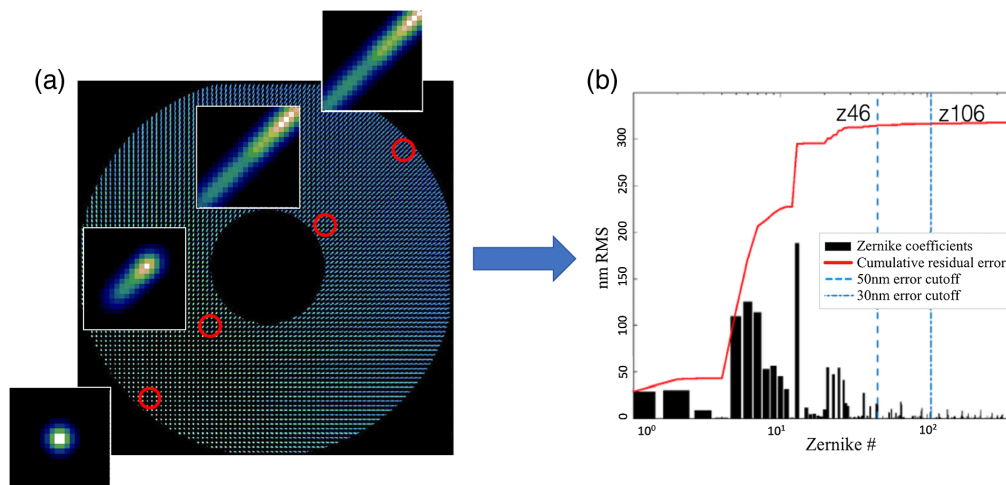 (a)
(b)
z46
z106
350
300
250
200
150
100
50
0
nm RMS
Zernike coefficients
Cumulative residual error
50nm error cutoff
30nm error cutoff
10⁰
10¹
10²
Zernike #